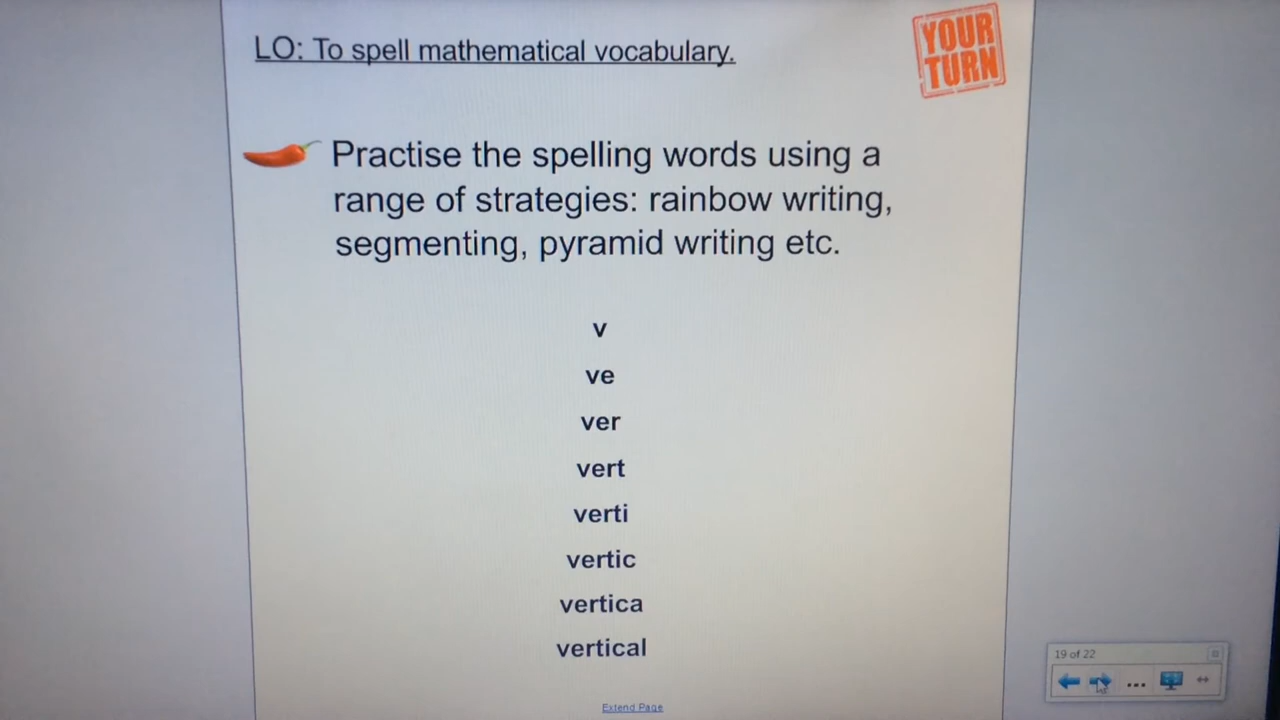 LO: To spell mathematical vocabulary.
YOUR
TURN
Practise the spelling words using a
range of strategies: rainbow writing,
segmenting, pyramid writing etc.
v
ve
ver
vert
verti
vertic
vertica
vertical
19 of 22
...
Extend Page